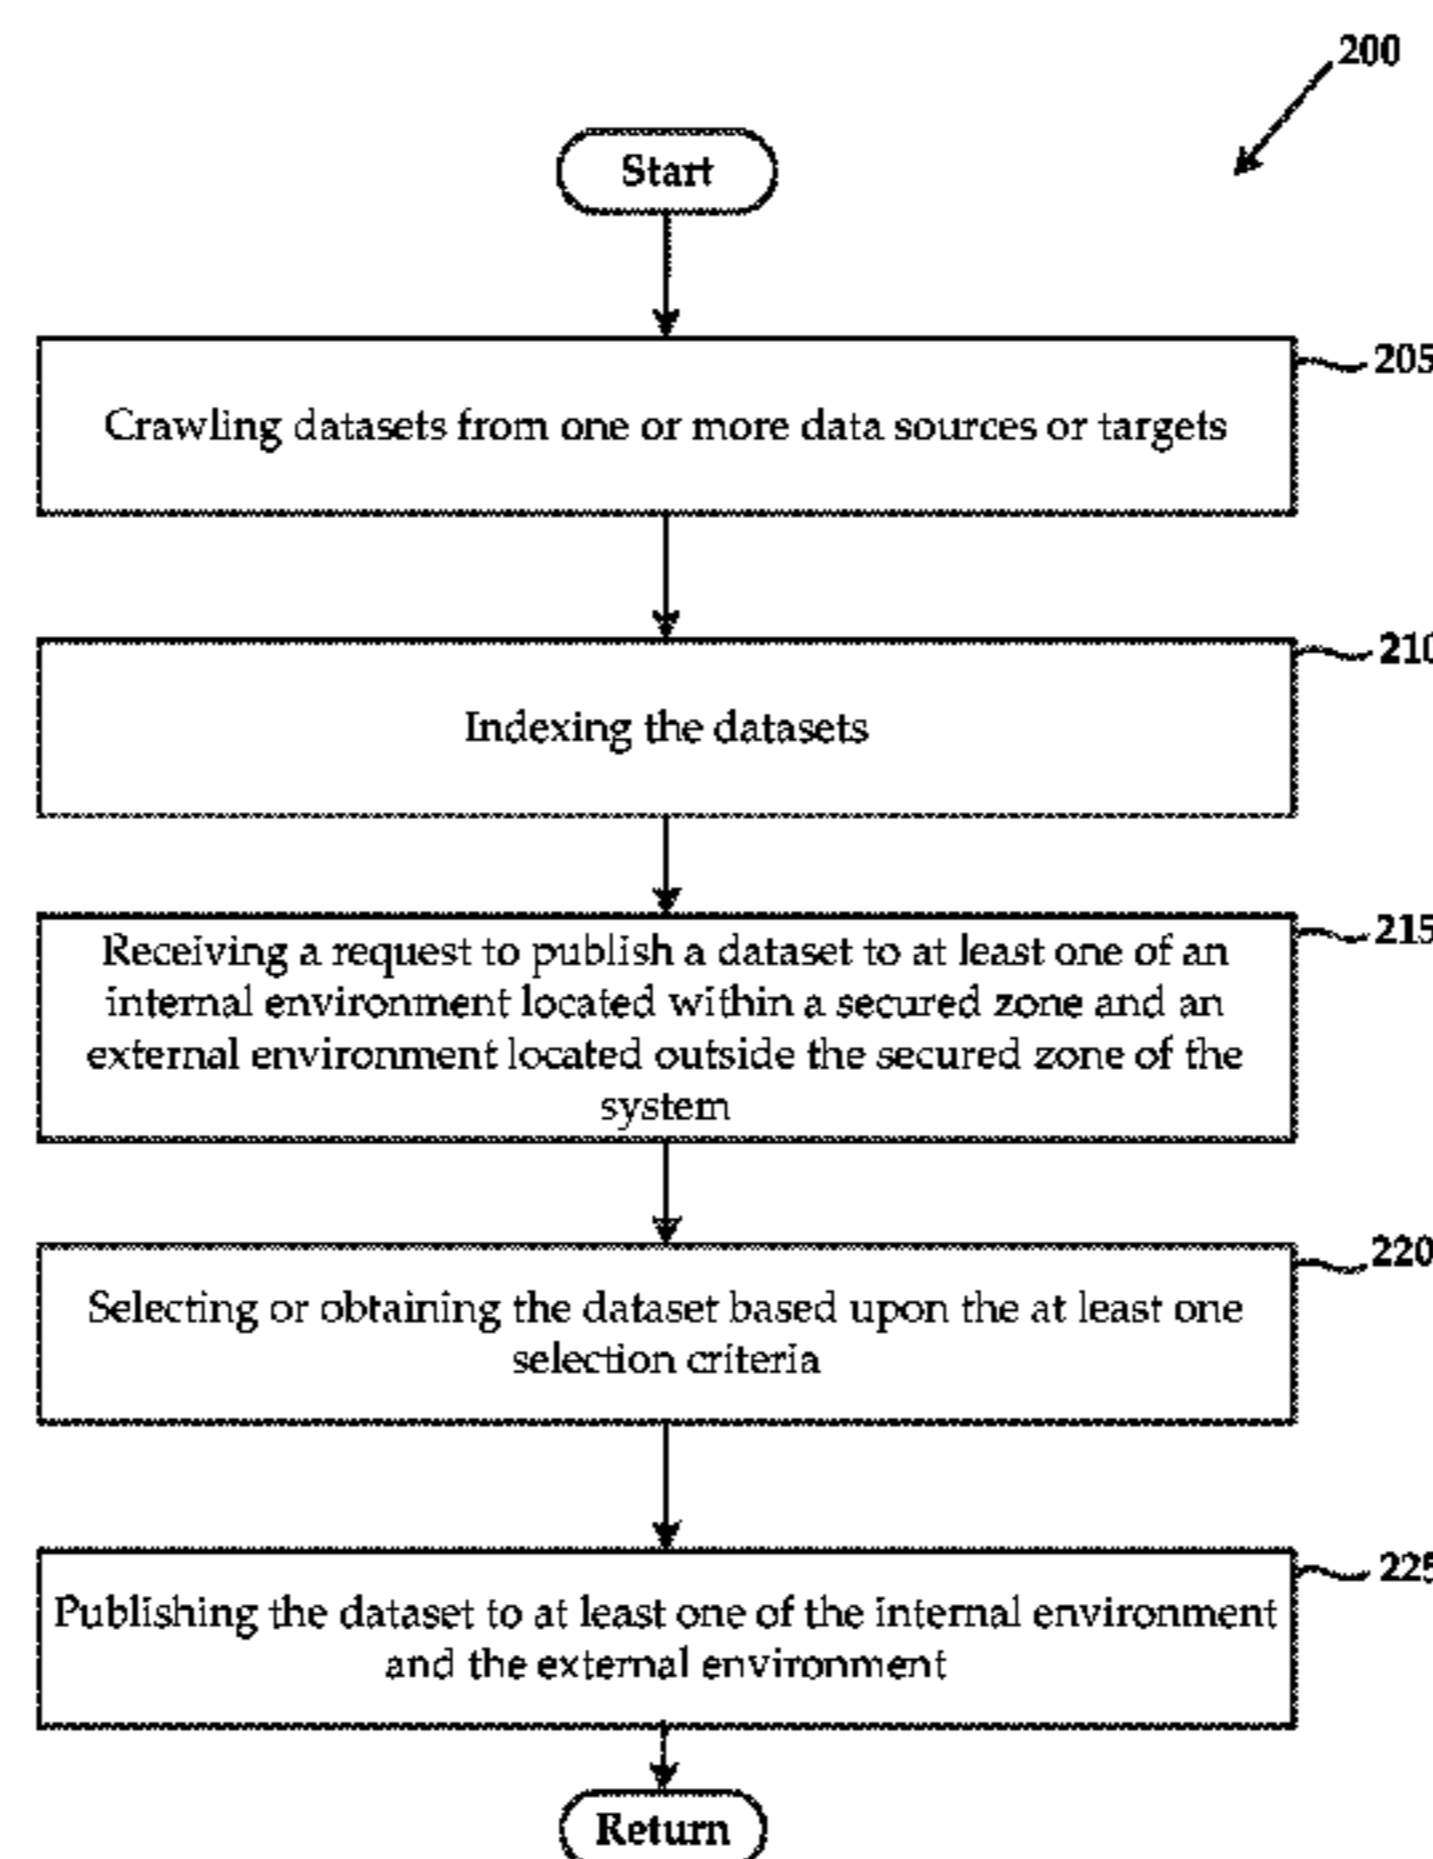 200
Start
205
Crawling datasets from one or more data sources or targets
210
Indexing the datasets
215
Receiving a request to publish a dataset to at least one of an
internal environment located within a secured zone and an
external environment located outside the secured zone of the
system
220
Selecting or obtaining the dataset based upon the at least one
selection criteria
225
Publishing the dataset to at least one of the internal environment
and the external environment
Return